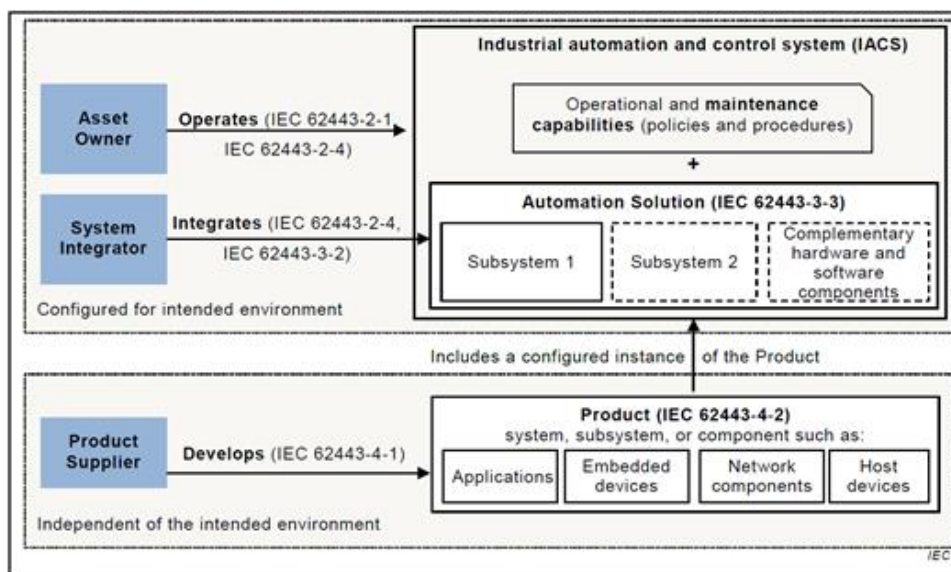 Industrial automation and control system (IACS)
Asset
Owner
Operates (IEC 62443-2-1
IEC 62443-2-4)
Operational and maintenance
capabilities (policies and procedures)
+
System
Integrator
Integrates (IEC 62443-2-4,
IEC 62443-3-2)
Automation Solution (IEC 62443-3-3)
Subsystem 1
Subsystem 2
Complementary
hardware and
software
components
Configured for intended environment
Includes a configured instance of the Product
Product
Supplier
Develops (IEC 62443-4-1)
Product (IEC 62443-4-2)
system, subsystem, or component such as:
Applications
Embedded
devices
Network
components
Host
devices
Independent of the intended environment
IEC